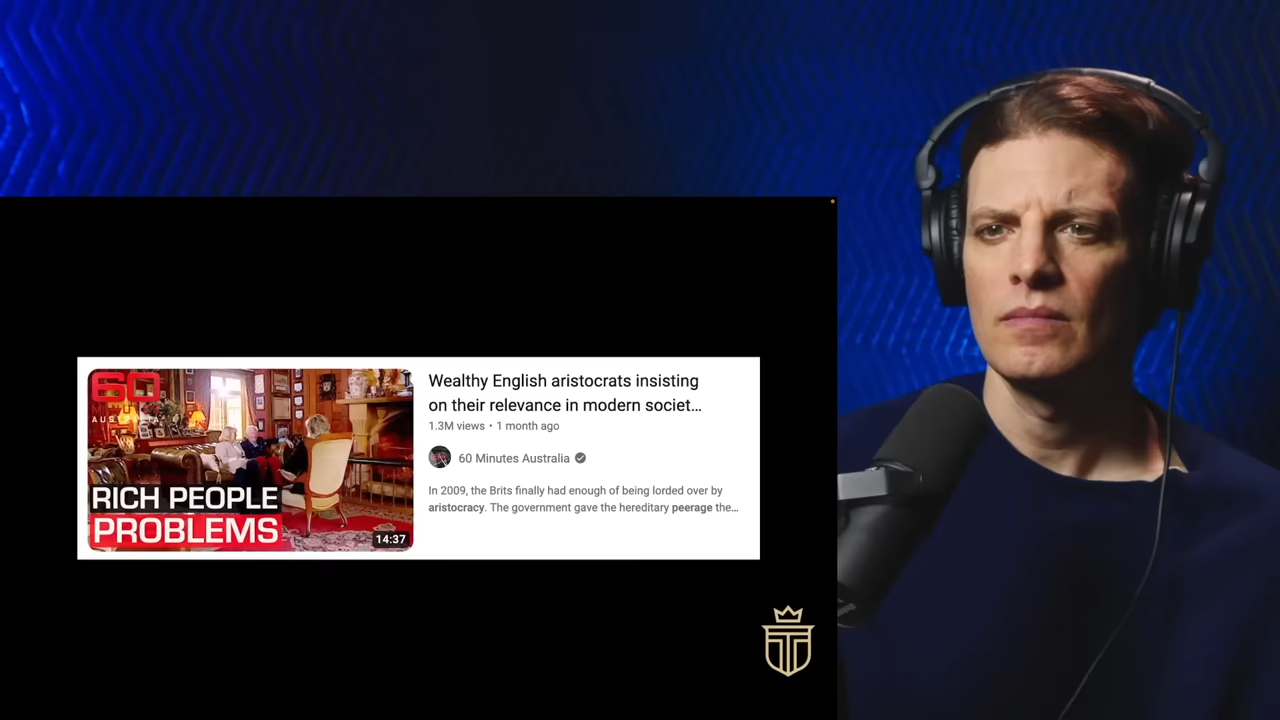 60
AUSTRALIA
RICH PEOPLE
PROBLEMS
14:37
Wealthy English aristocrats insisting
on their relevance in modern societ…
1.3M views • 1 month ago
60 Minutes Australia
In 2009, the Brits finally had enough of being lorded over by
aristocracy. The government gave the hereditary peerage the…